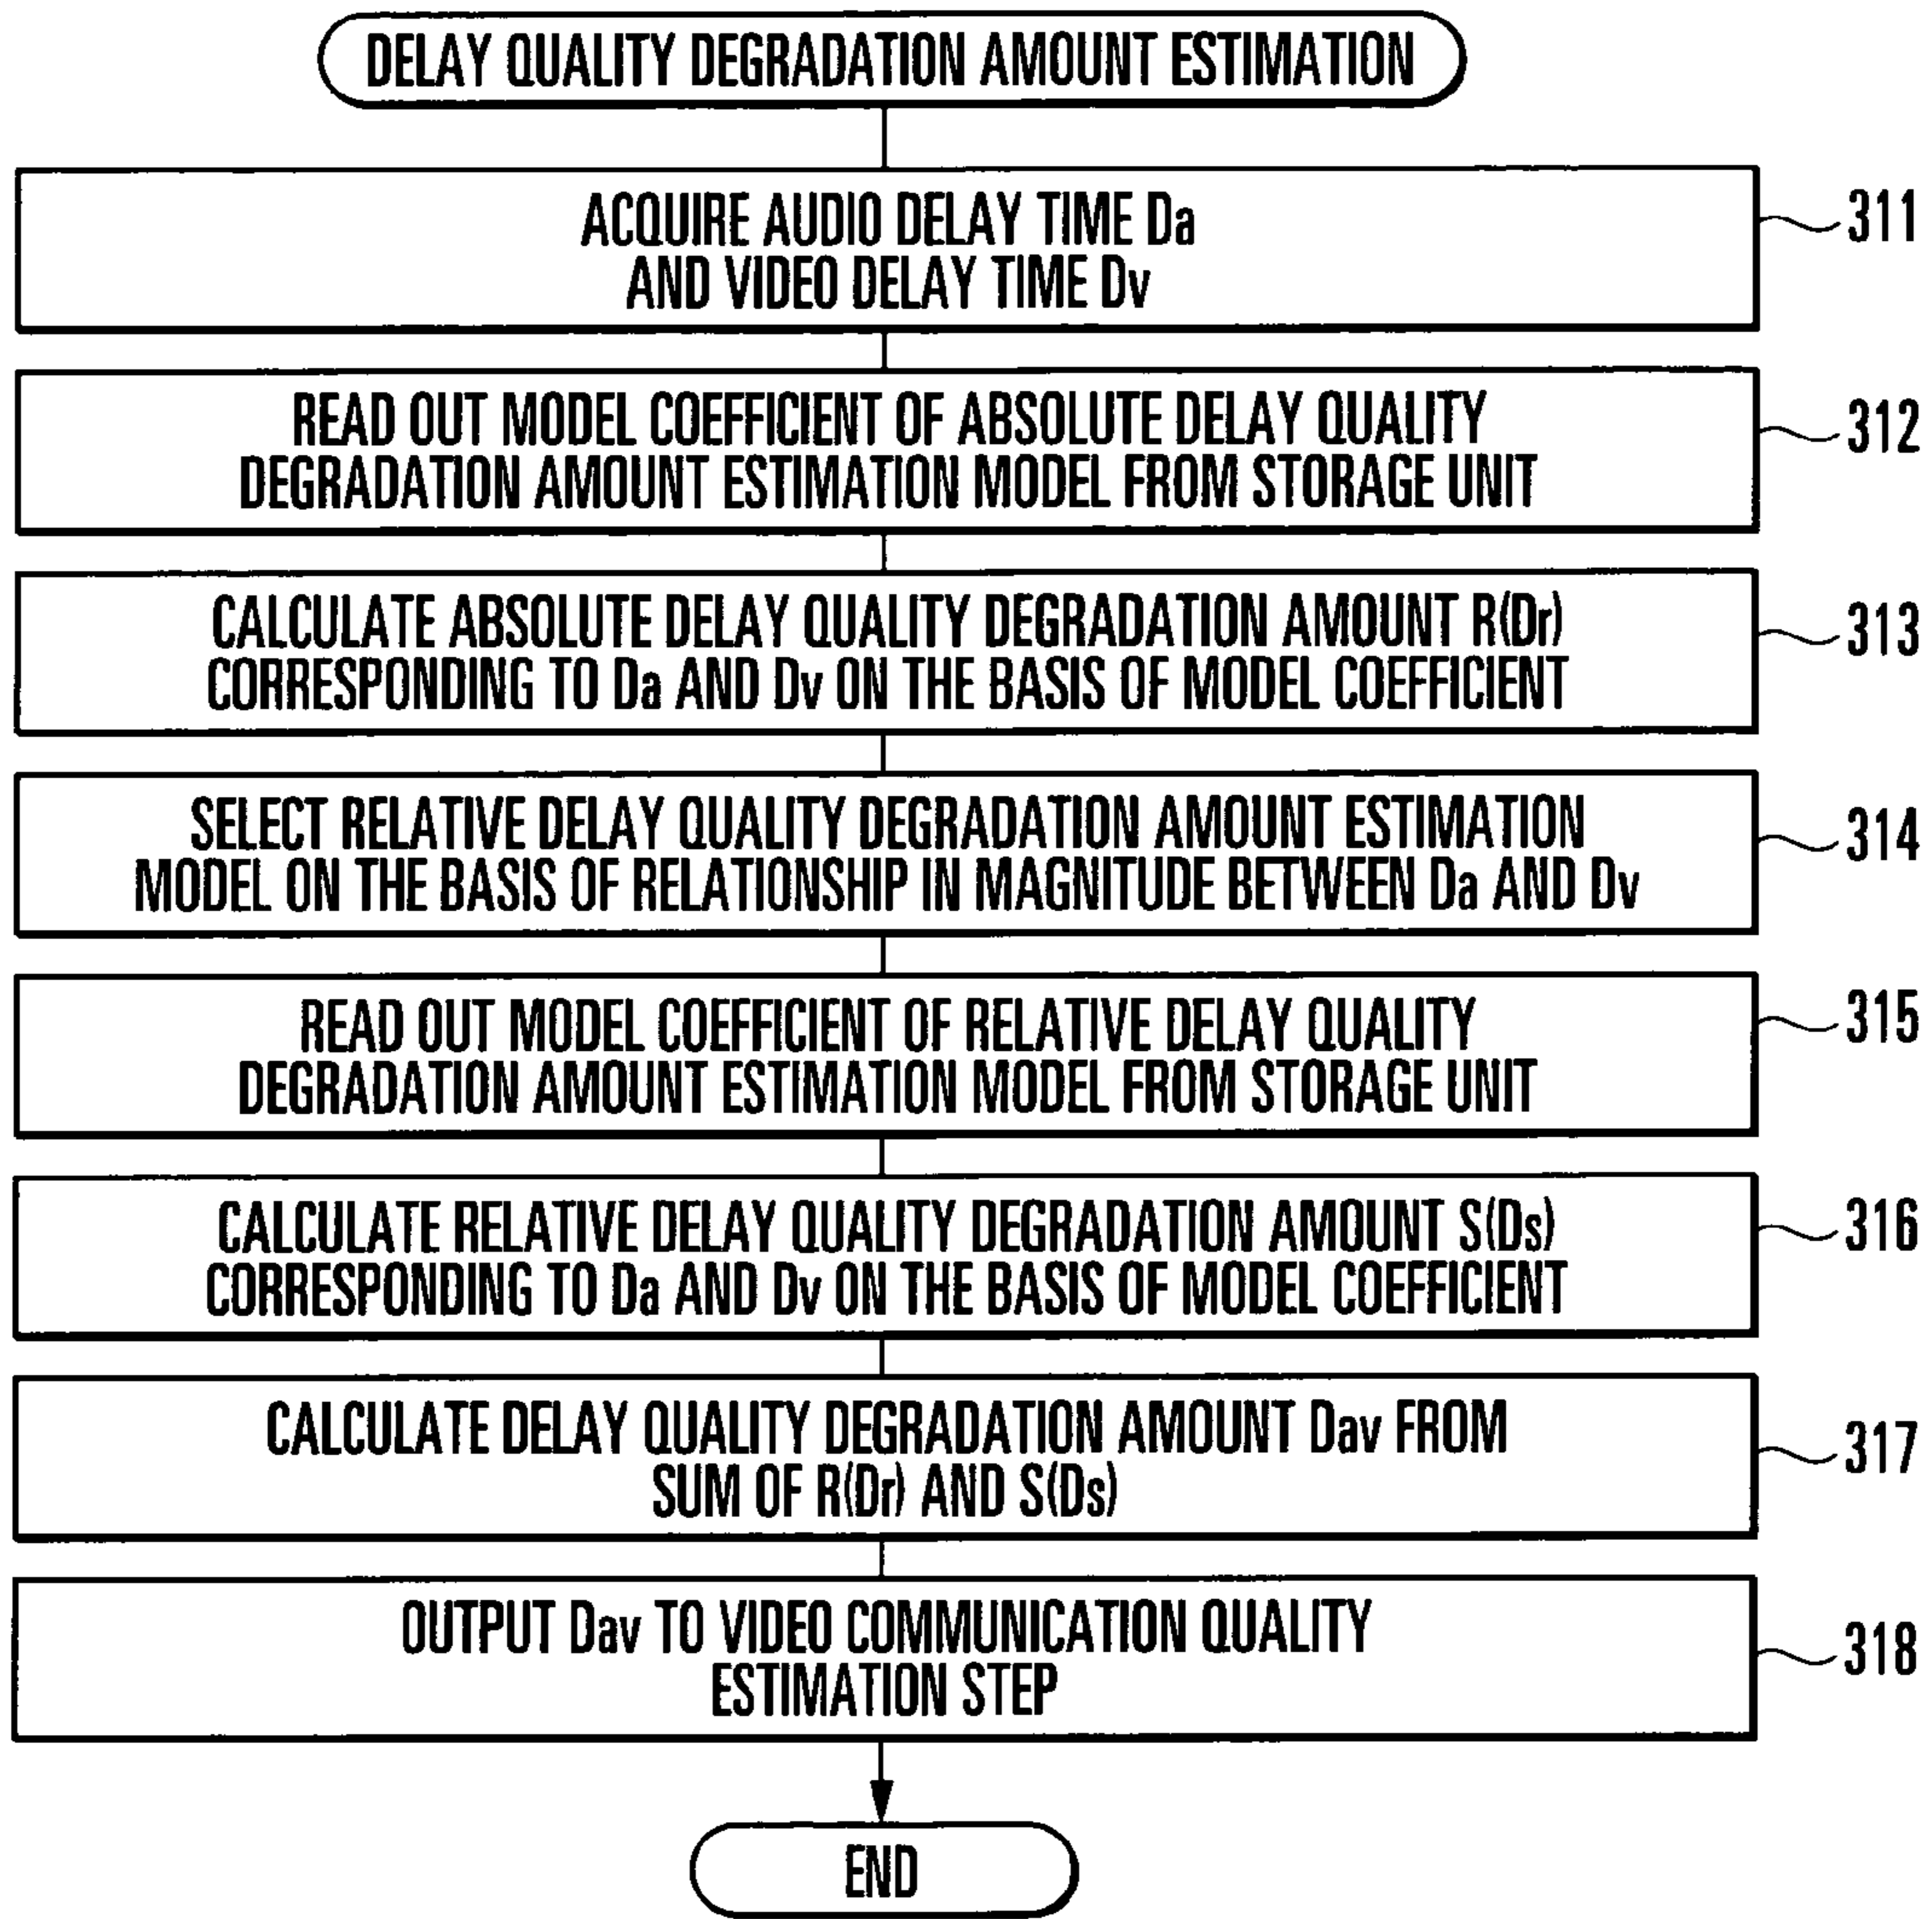 DELAY QUALITY DEGRADATION AMOUNT ESTIMATION
ACQUIRE AUDIO DELAY TIME Da
AND VIDEO DELAY TIME Dv
311
READ OUT MODEL COEFFICIENT OF ABSOLUTE DELAY QUALITY
DEGRADATION AMOUNT ESTIMATION MODEL FROM STORAGE UNIT
312
CALCULATE ABSOLUTE DELAY QUALITY DEGRADATION AMOUNT R(Dr)
CORRESPONDING TO Da AND Dv ON THE BASIS OF MODEL COEFFICIENT
313
SELECT RELATIVE DELAY QUALITY DEGRADATION AMOUNT ESTIMATION
MODEL ON THE BASIS OF RELATIONSHIP IN MAGNITUDE BETWEEN Da AND Dv
314
READ OUT MODEL COEFFICIENT OF RELATIVE DELAY QUALITY
DEGRADATION AMOUNT ESTIMATION MODEL FROM STORAGE UNIT
315
CALCULATE RELATIVE DELAY QUALITY DEGRADATION AMOUNT S(Ds)
CORRESPONDING TO Da AND Dv ON THE BASIS OF MODEL COEFFICIENT
316
CALCULATE DELAY QUALITY DEGRADATION AMOUNT Dav FROM
SUM OF R(Dr) AND S(Ds)
317
OUTPUT Dav TO VIDEO COMMUNICATION QUALITY
ESTIMATION STEP
318
END